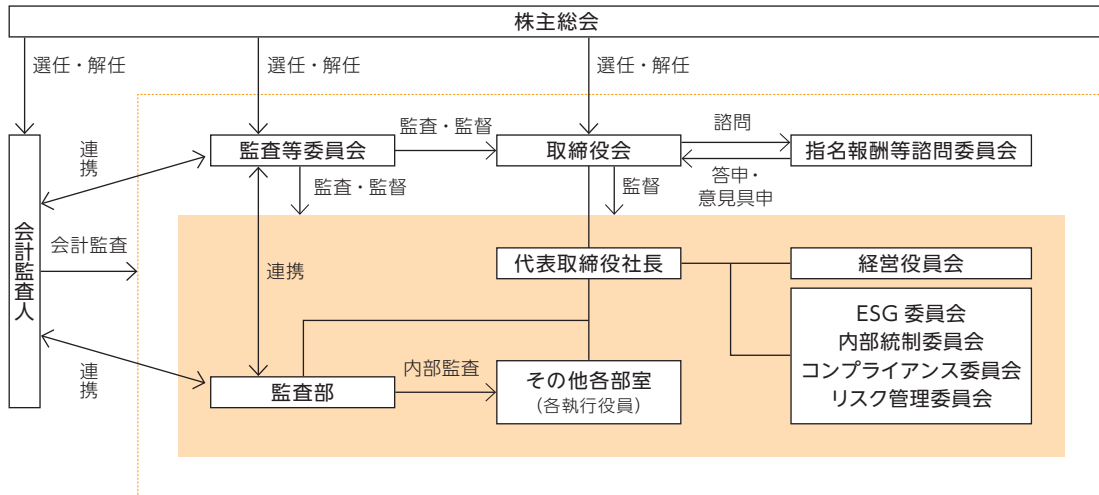 株主総会
選任・解任
選任・解任
選任・解任
監査等委員会
監査・監督
取締役会
諮問
答申・
意見具申
指名報酬等諮問委員会
連携
監査・監督
監督
会計監査人
会計監査
連携
代表取締役社長
経営役員会
ESG 委員会
内部統制委員会
コンプライアンス委員会
リスク管理委員会
連携
監査部
内部監査
その他各部室
（各執行役員）